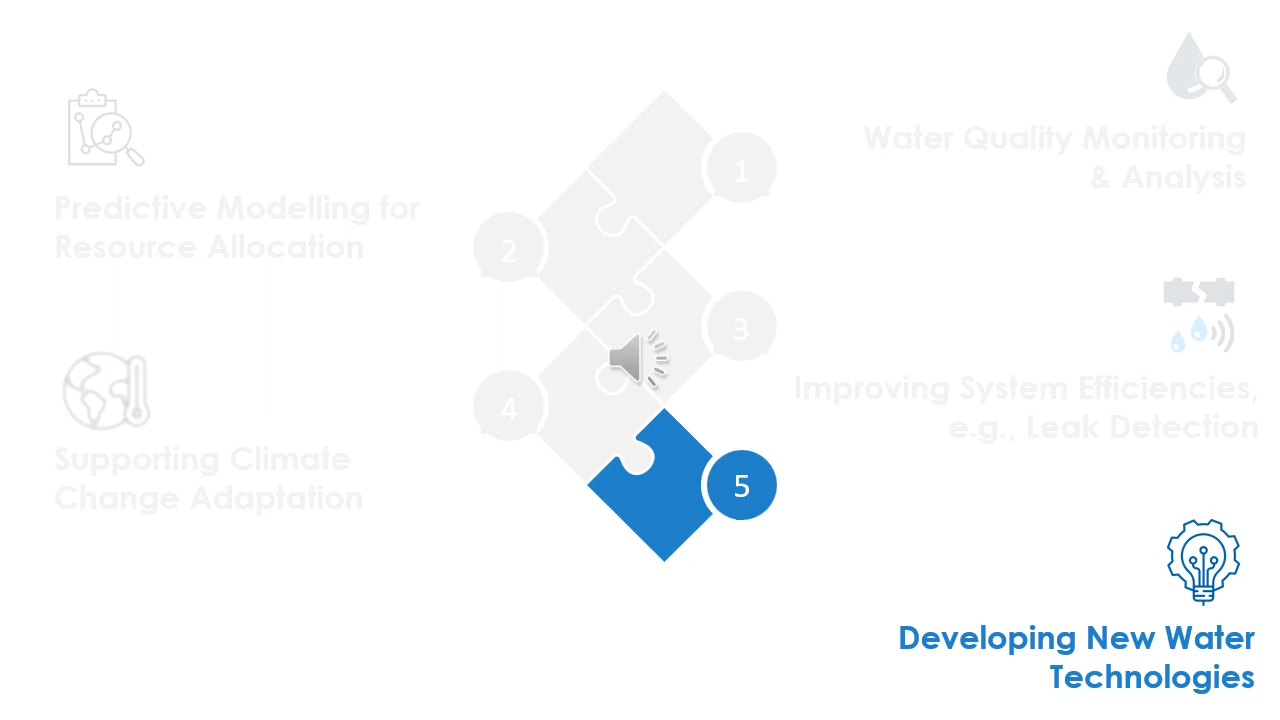 1
Water Quality Monitoring
& Analysis
Predictive Modelling for
Resource Allocation
2
3
Improving System Efficiencies,
e.g., Leak Detection
4
Supporting Climate
Change Adaptation
5
Developing New Water
Technologies